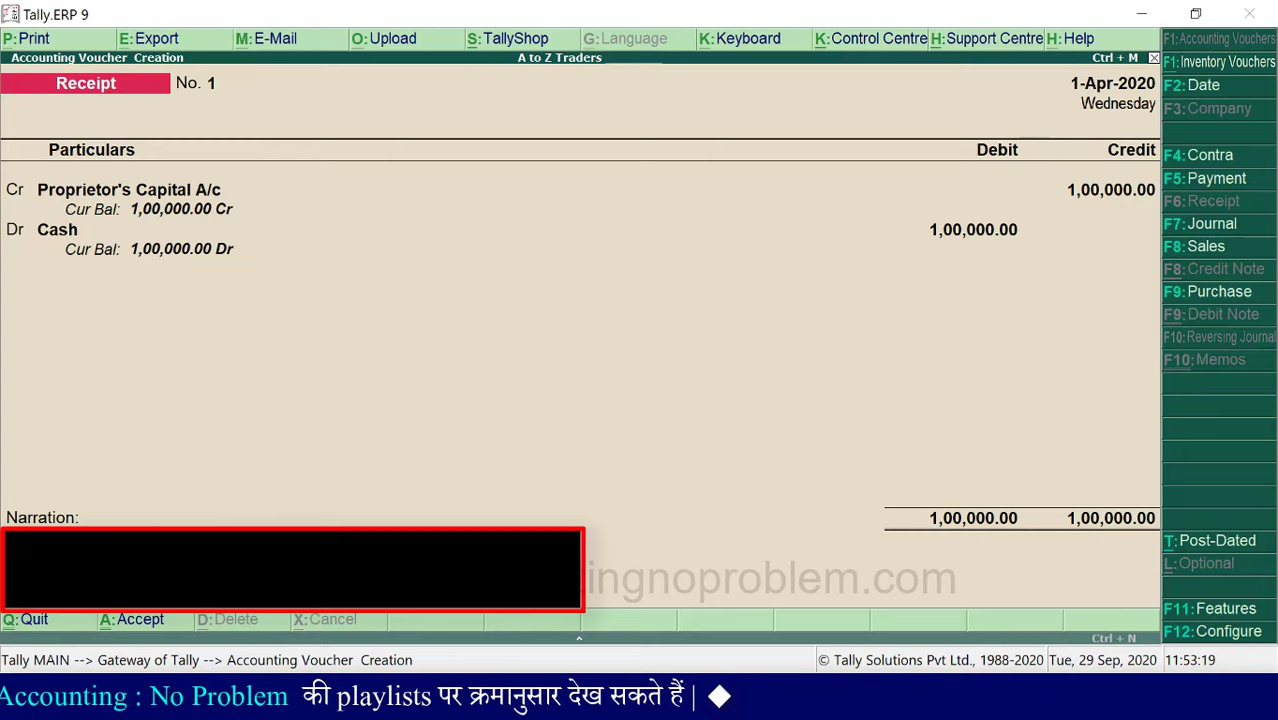 Tally.ERP 9
P:Print E:Export M:E-Mail O:Upload S:TallyShop G:Language K:Keyboard K:Control Centre H:Support Centre H:Help
Accounting Voucher Creation A to Z Traders Ctrl + M
Receipt No. 1 1-Apr-2020
Wednesday
Particulars Debit Credit
Cr Proprietor's Capital A/c 1,00,000.00
Cur Bal: 1,00,000.00 Cr
Dr Cash 1,00,000.00
Cur Bal: 1,00,000.00 Dr
Narration: 1,00,000.00 1,00,000.00
ingnoproblem.com
Q:Quit A:Accept D:Delete X:Cancel
Ctrl + N
F1:Accounting Vouchers
F1:Inventory Vouchers
F2:Date
F3:Company
F4:Contra
F5:Payment
F6:Receipt
F7:Journal
F8:Sales
F8:Credit Note
F9:Purchase
F9:Debit Note
F10:Reversing Journal
F10:Memos
T:Post-Dated
L:Optional
F11:Features
F12:Configure
Tally MAIN --> Gateway of Tally --> Accounting Voucher Creation © Tally Solutions Pvt Ltd., 1988-2020 Tue, 29 Sep, 2020 11:53:19
Accounting : No Problem की playlists पर क्रमानुसार देख सकते हैं | ◆